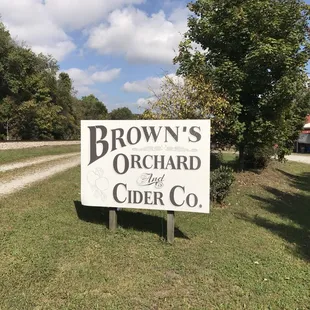 BROWN'S
ORCHARD
And
CIDER CO.